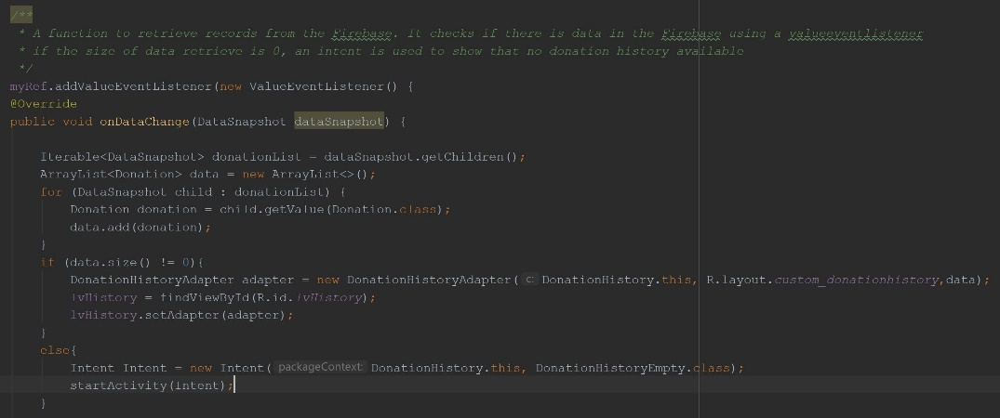 /**
* A function to retrieve records from the Firebase. It checks if there is data in the Firebase using a valueeventlistener
* if the size of data retrieve is 0, an intent is used to show that no donation history available
*/
myRef.addValueEventListener(new ValueEventListener() {
@Override
public void onDataChange(DataSnapshot dataSnapshot) {
Iterable<DataSnapshot> donationList = dataSnapshot.getChildren();
ArrayList<Donation> data = new ArrayList<>();
for (DataSnapshot child : donationList) {
Donation donation = child.getValue(Donation.class);
data.add(donation);
}
if (data.size() != 0){
DonationHistoryAdapter adapter = new DonationHistoryAdapter( c: DonationHistory.this, R.layout.custom_donationhistory,data);
lvHistory = findViewById(R.id.lvHistory);
lvHistory.setAdapter(adapter);
}
else{
Intent Intent = new Intent( packageContext: DonationHistory.this, DonationHistoryEmpty.class);
startActivity(Intent);
}